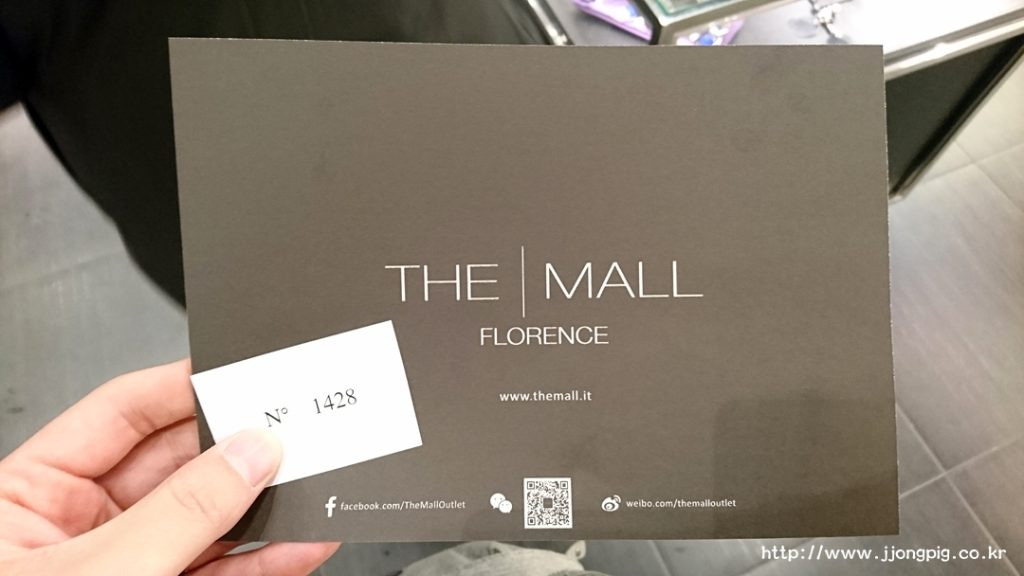 THE | MALL
FLORENCE
www.themall.it
N° 1428
facebook.com/TheMallOutlet
weibo.com/themalloutlet
http://www.jjongpig.co.kr